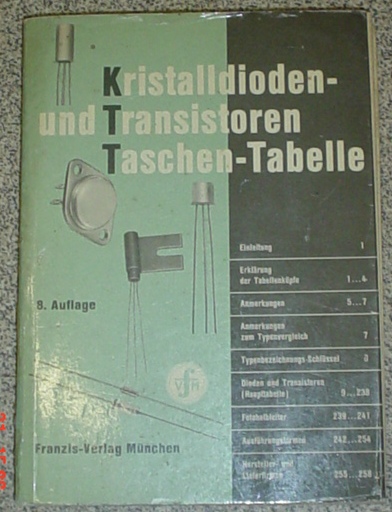 Kristalldioden-
und Transistoren
Taschen-Tabelle
8. Auflage
Franzis-Verlag München
Einleitung 1
Erklärung
der Tabellenköpfe 1...4
Anmerkungen 5...7
Anmerkungen
zum Typenvergleich 7
Typenbezeichnungs-Schlüssel 8
Dioden und Transistoren
(Haupttabelle) 9...239
Fotohalbleiter 239...241
Ausführungsformen 242...254
Hersteller- und
Lieferfirmen 255...258